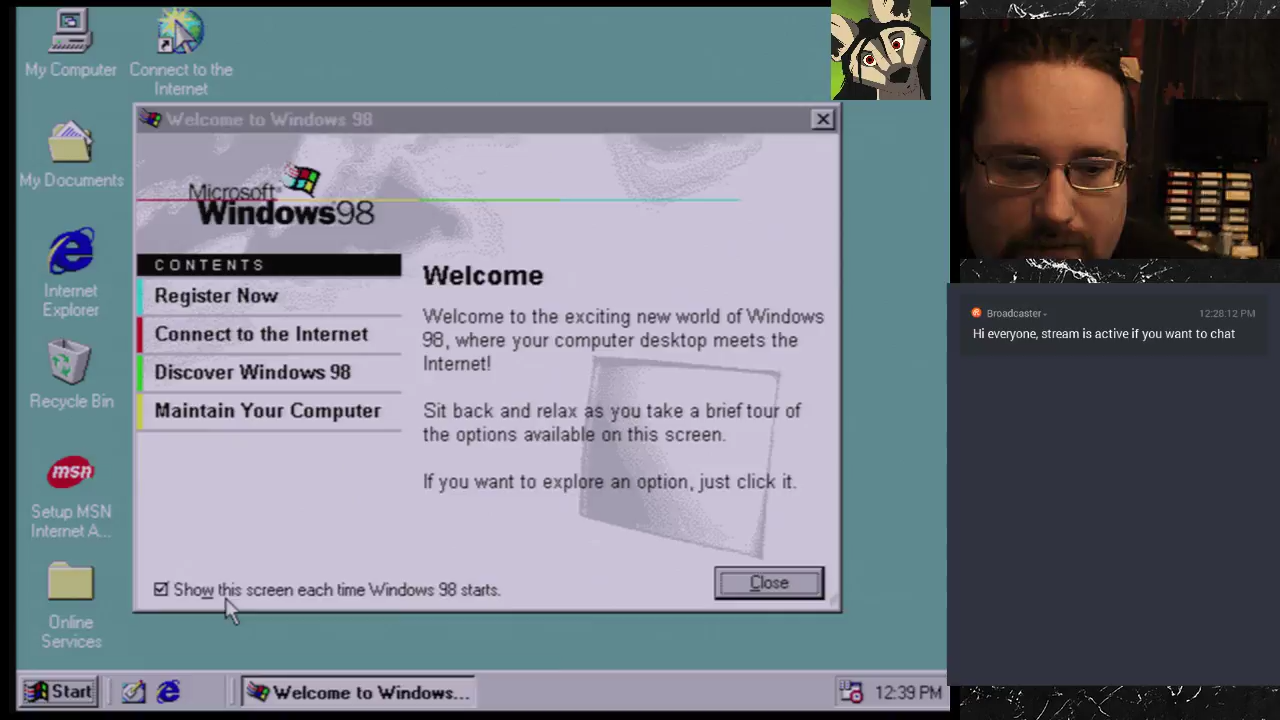 My Computer
Connect to the
Internet
Welcome to Windows 98
My Documents
Microsoft
Windows 98
CONTENTS
Register Now
Connect to the Internet
Discover Windows 98
Maintain Your Computer
Welcome
Welcome to the exciting new world of Windows
98, where your computer desktop meets the
Internet!
Sit back and relax as you take a brief tour of
the options available on this screen.
If you want to explore an option, just click it.
Show this screen each time Windows 98 starts.
Close
Internet
Explorer
Recycle Bin
msn
Setup MSN
Internet A...
Online
Services
Start
Welcome to Windows...
12:39 PM
Broadcaster
12:28:12 PM
Hi everyone, stream is active if you want to chat